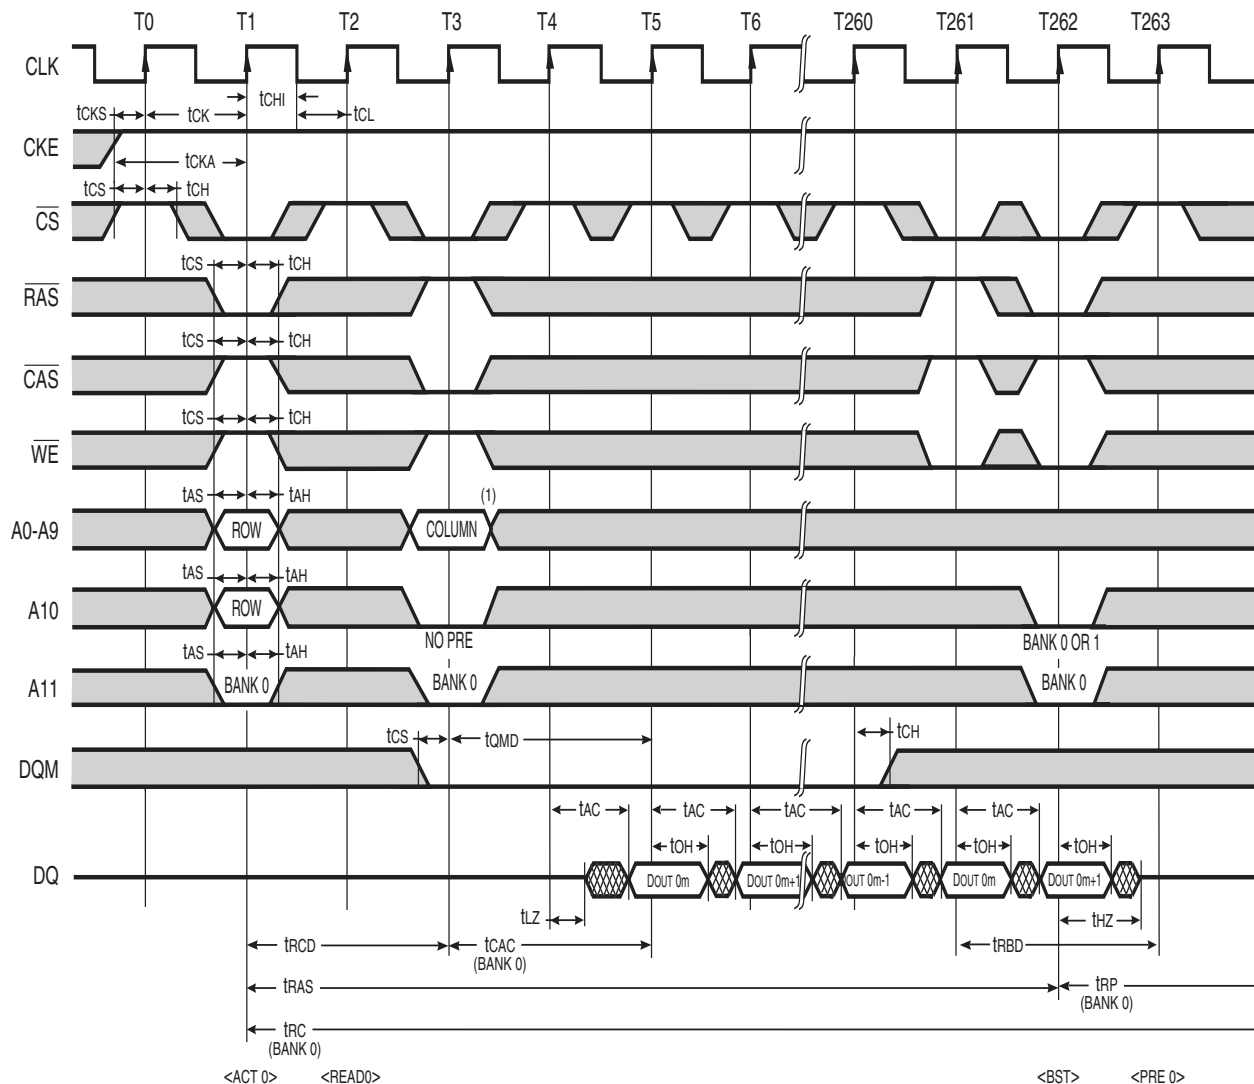 T0 T1 T2 T3 T4 T5 T6 T260 T261 T262 T263
CLK
tCHI
tCKS tCK tCL
CKE
tCKA
tCS tCH
CS
tCS tCH
RAS
tCS tCH
CAS
tCS tCH
WE
tAS tAH (1)
A0-A9 ROW COLUMN
tAS tAH
A10 ROW
NO PRE BANK 0 OR 1
tAS tAH
A11 BANK 0 BANK 0 BANK 0
tCS tQMD tCH
DQM
tAC tAC tAC tAC tAC
tOH tOH tOH tOH tOH
DQ DOUT 0m DOUT 0m+1 OUT 0m-1 DOUT 0m DOUT 0m+1
tLZ tHZ
tRCD tCAC tRBD
(BANK 0)
tRAS tRP
(BANK 0)
tRC
(BANK 0)
<ACT 0> <READ0> <BST> <PRE 0>